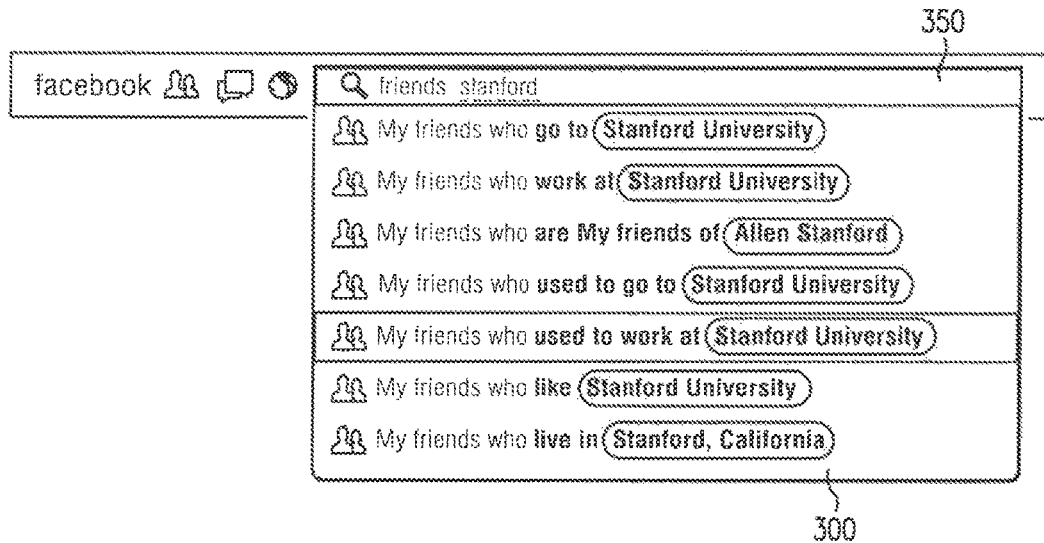 350
facebook friends stanford
My friends who go to Stanford University
My friends who work at Stanford University
My friends who are My friends of Allen Stanford
My friends who used to go to Stanford University
My friends who used to work at Stanford University
My friends who like Stanford University
My friends who live in Stanford, California
300